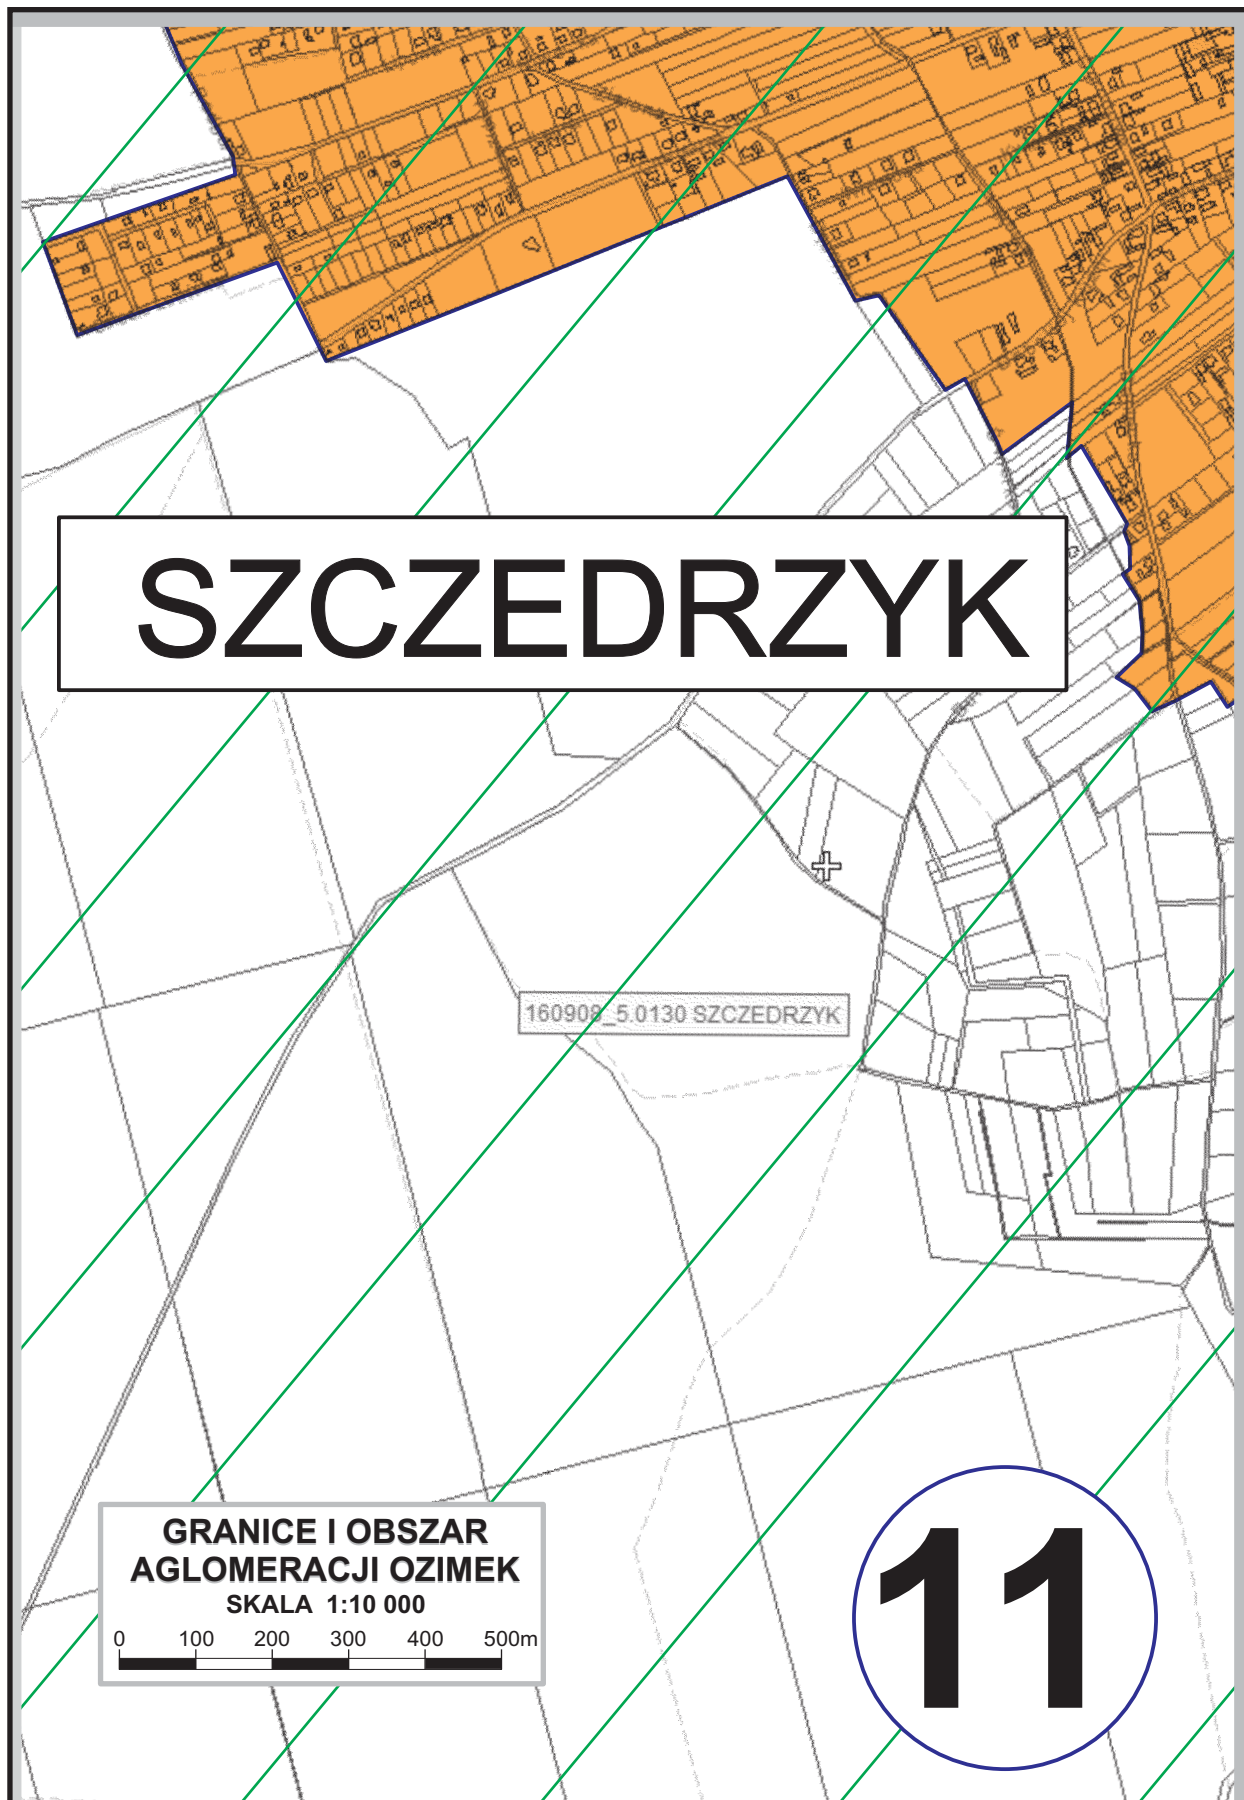 SZCZEDRZYK
160908_5.0130 SZCZEDRZYK
GRANICE I OBSZAR
AGLOMERACJI OZIMEK
SKALA 1:10 000
0 100 200 300 400 500m
11